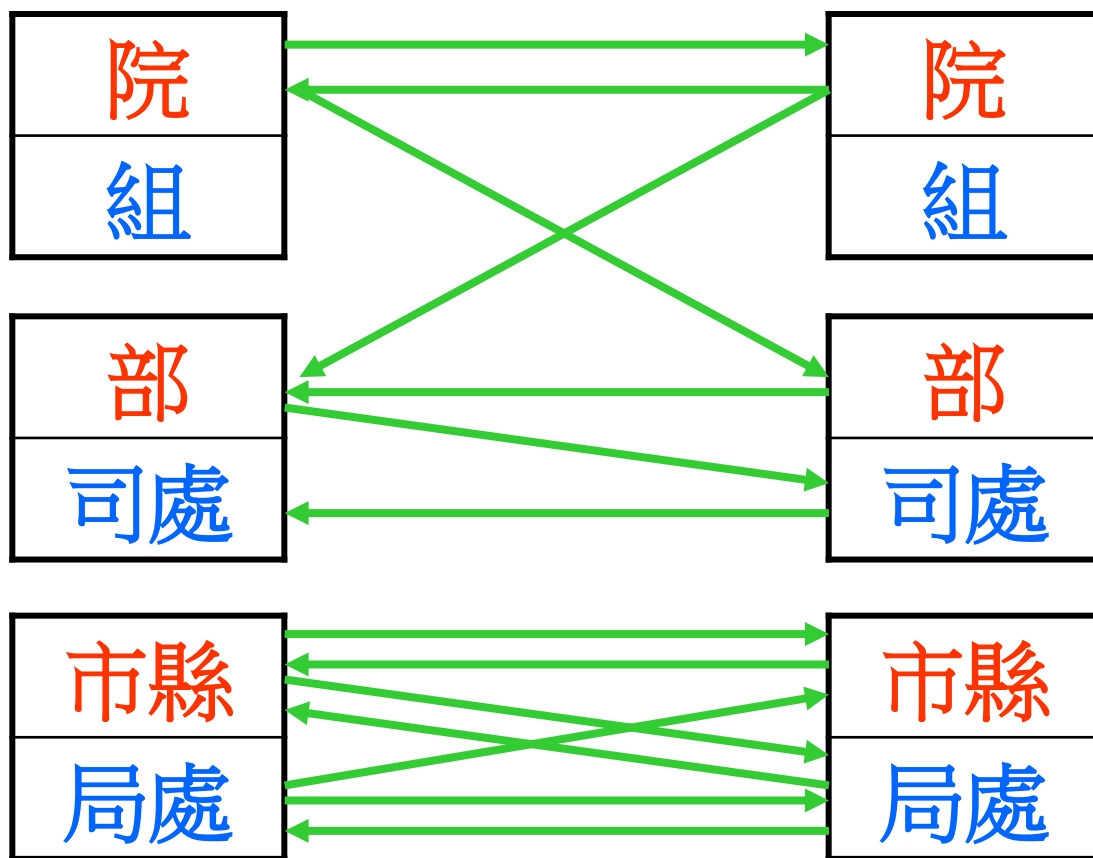 院 院
組 組
部 部
司處 司處
市縣 市縣
局處 局處